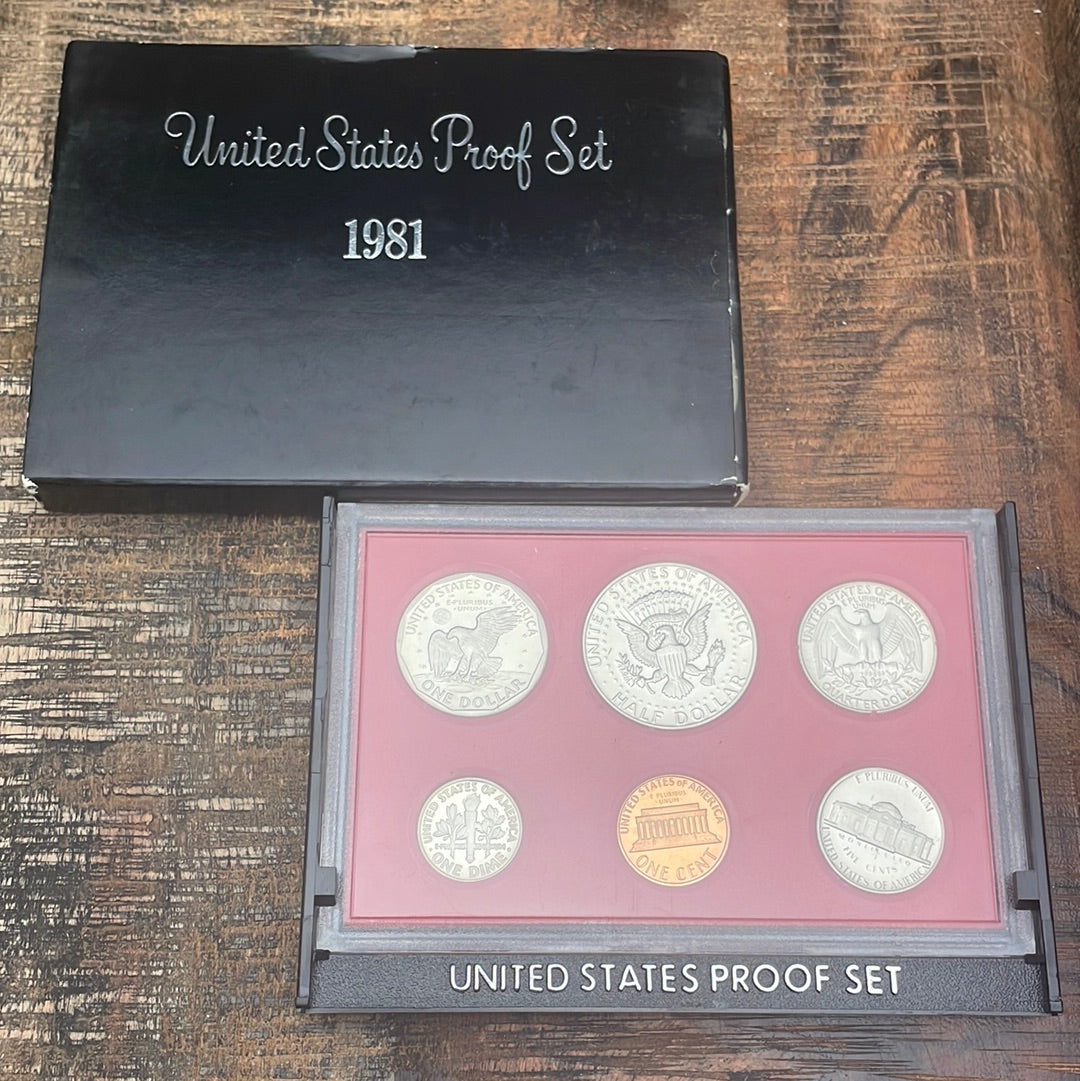 United States Proof Set
1981
UNITED STATES OF AMERICA
E PLURIBUS
UNUM
ONE DOLLAR
UNITED STATES OF AMERICA
HALF DOLLAR
UNITED STATES OF AMERICA
E PLURIBUS
UNUM
QUARTER DOLLAR
UNITED STATES OF AMERICA
ONE DIME
UNITED STATES OF AMERICA
E PLURIBUS
UNUM
ONE CENT
E PLURIBUS UNUM
MONTICELLO
FIVE CENTS
UNITED STATES OF AMERICA
UNITED STATES PROOF SET